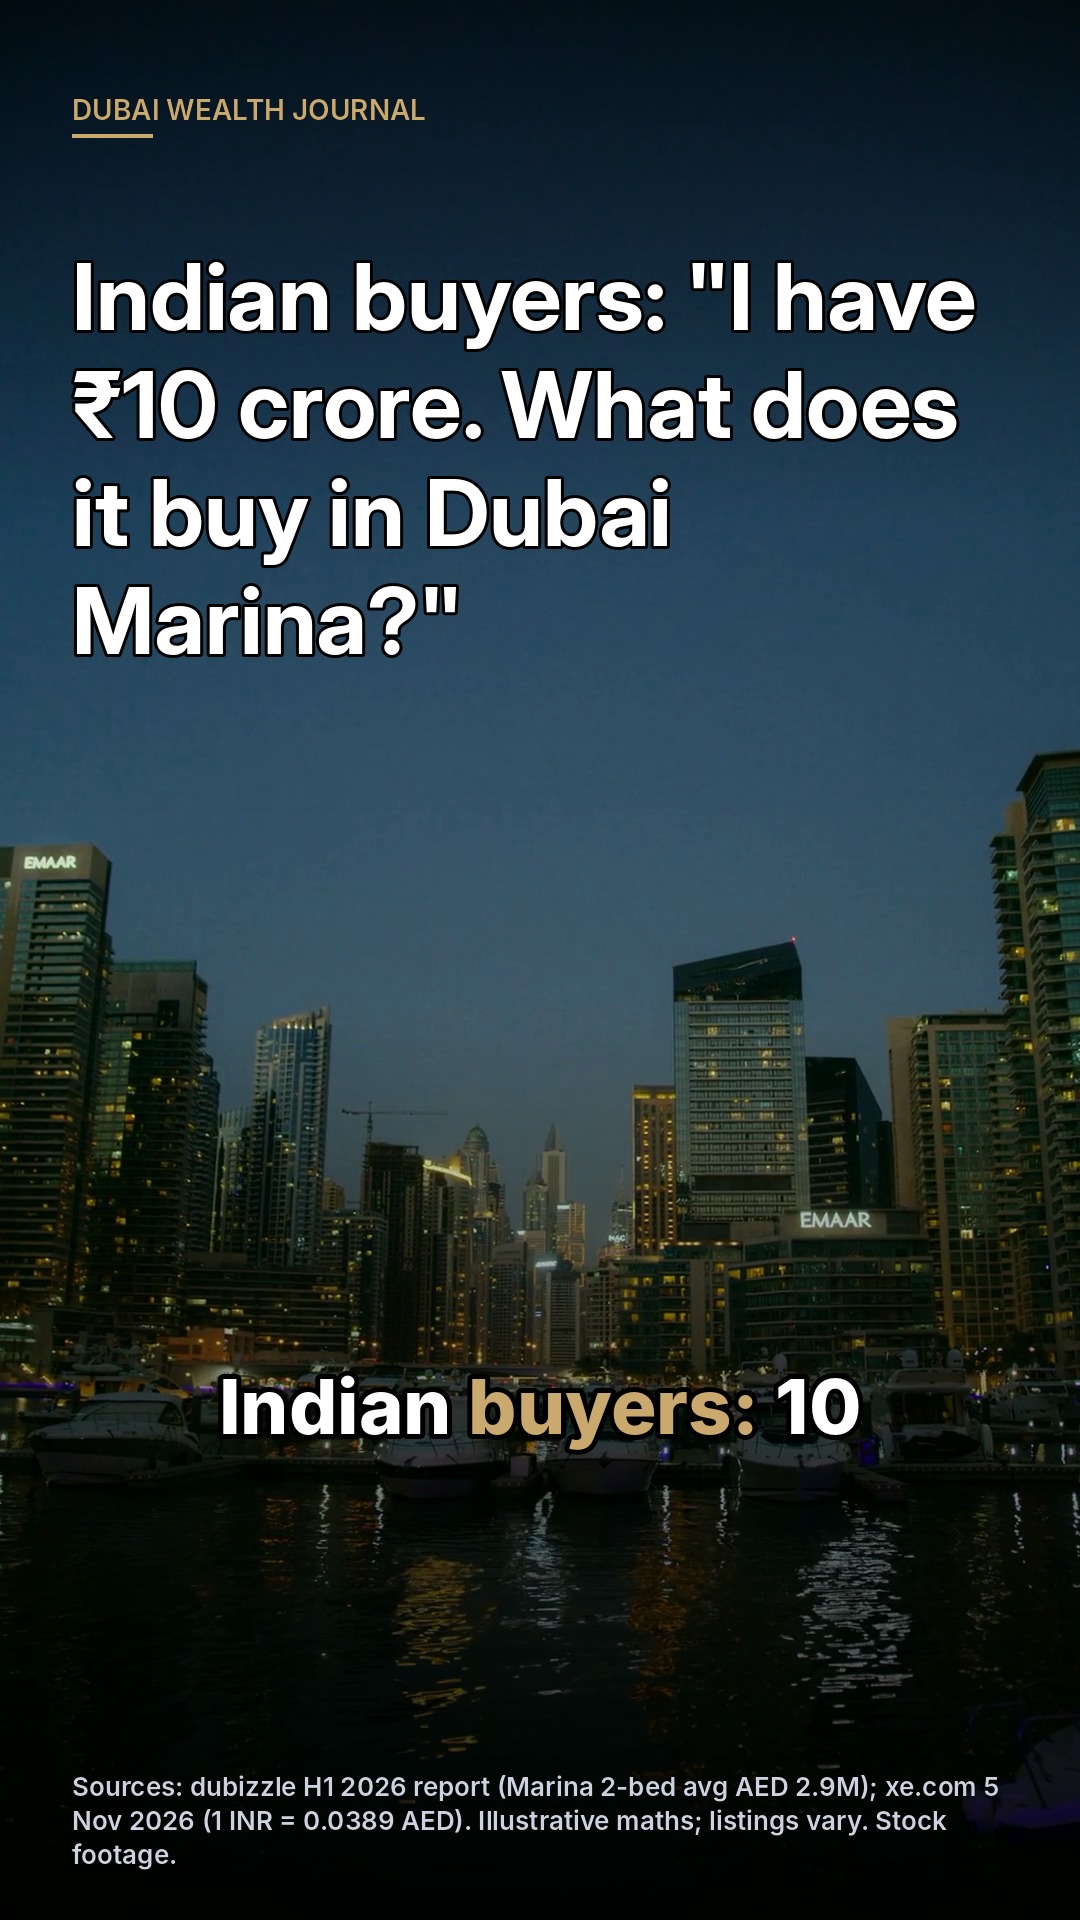 DUBAI WEALTH JOURNAL
Indian buyers: "I have
₹10 crore. What does
it buy in Dubai
Marina?"
EMAAR
EMAAR
Indian buyers: 10
Sources: dubizzle H1 2026 report (Marina 2-bed avg AED 2.9M); xe.com 5
Nov 2026 (1 INR = 0.0389 AED). Illustrative maths; listings vary. Stock
footage.